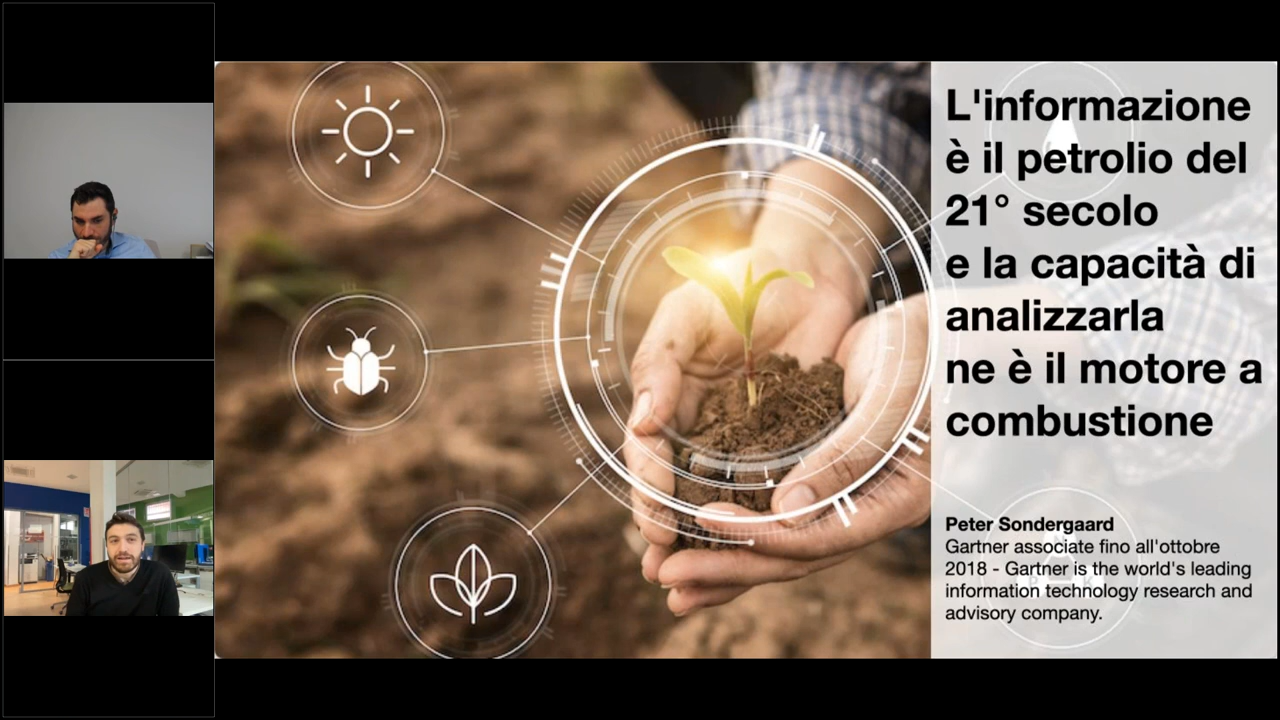 L'informazione
è il petrolio del
21° secolo
e la capacità di
analizzarla
ne è il motore a
combustione
Peter Sondergaard
Gartner associate fino all'ottobre
2018 - Gartner is the world's leading
information technology research and
advisory company.